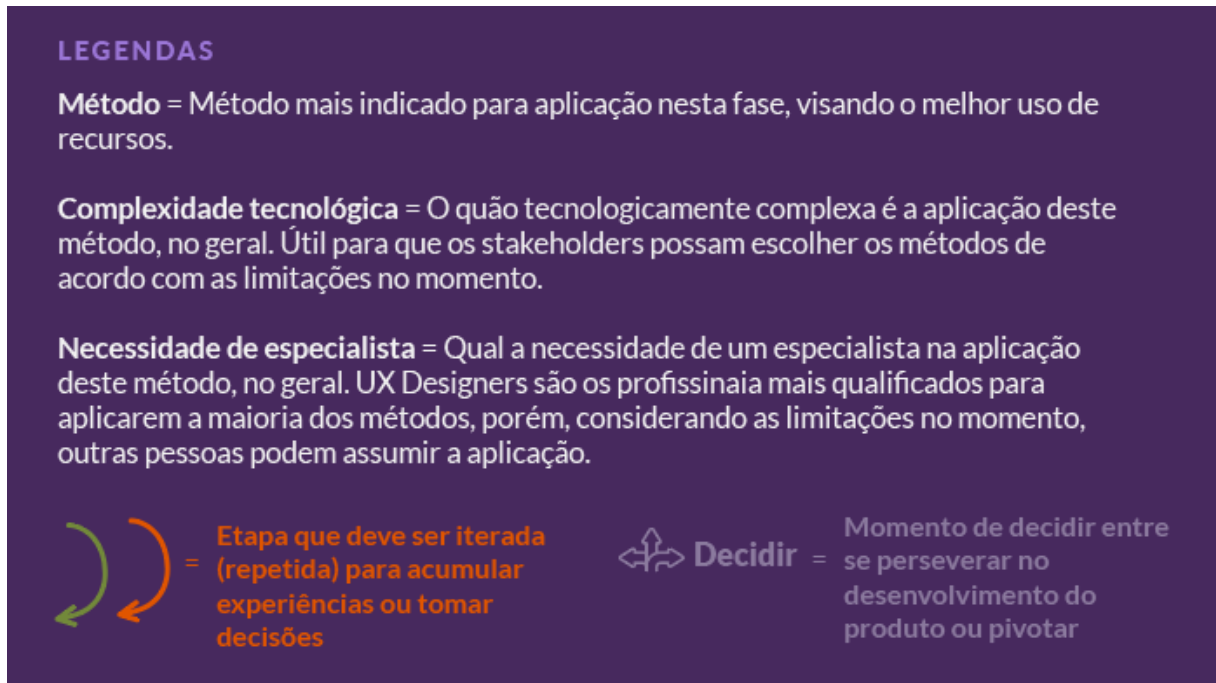 LEGENDAS
Método = Método mais indicado para aplicação nesta fase, visando o melhor uso de
recursos.
Complexidade tecnológica = O quão tecnologicamente complexa é a aplicação deste
método, no geral. Útil para que os stakeholders possam escolher os métodos de
acordo com as limitações no momento.
Necessidade de especialista = Qual a necessidade de um especialista na aplicação
deste método, no geral. UX Designers são os profissinaia mais qualificados para
aplicarem a maioria dos métodos, porém, considerando as limitações no momento,
outras pessoas podem assumir a aplicação.
=
Etapa que deve ser iterada
(repetida) para acumular
experiências ou tomar
decisões
Decidir =
Momento de decidir entre
se perseverar no
desenvolvimento do
produto ou pivotar